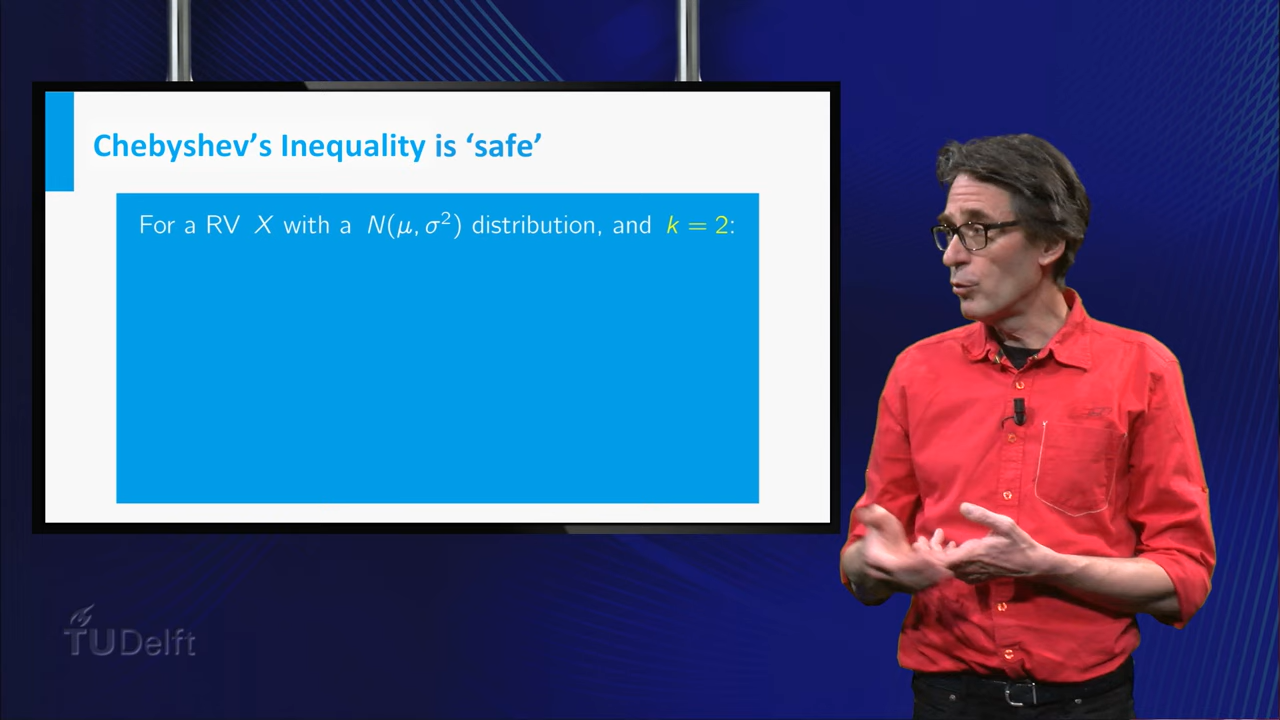 Chebyshev's Inequality is 'safe'
For a RV X with a N(μ, σ²) distribution, and k = 2:
TUDelft